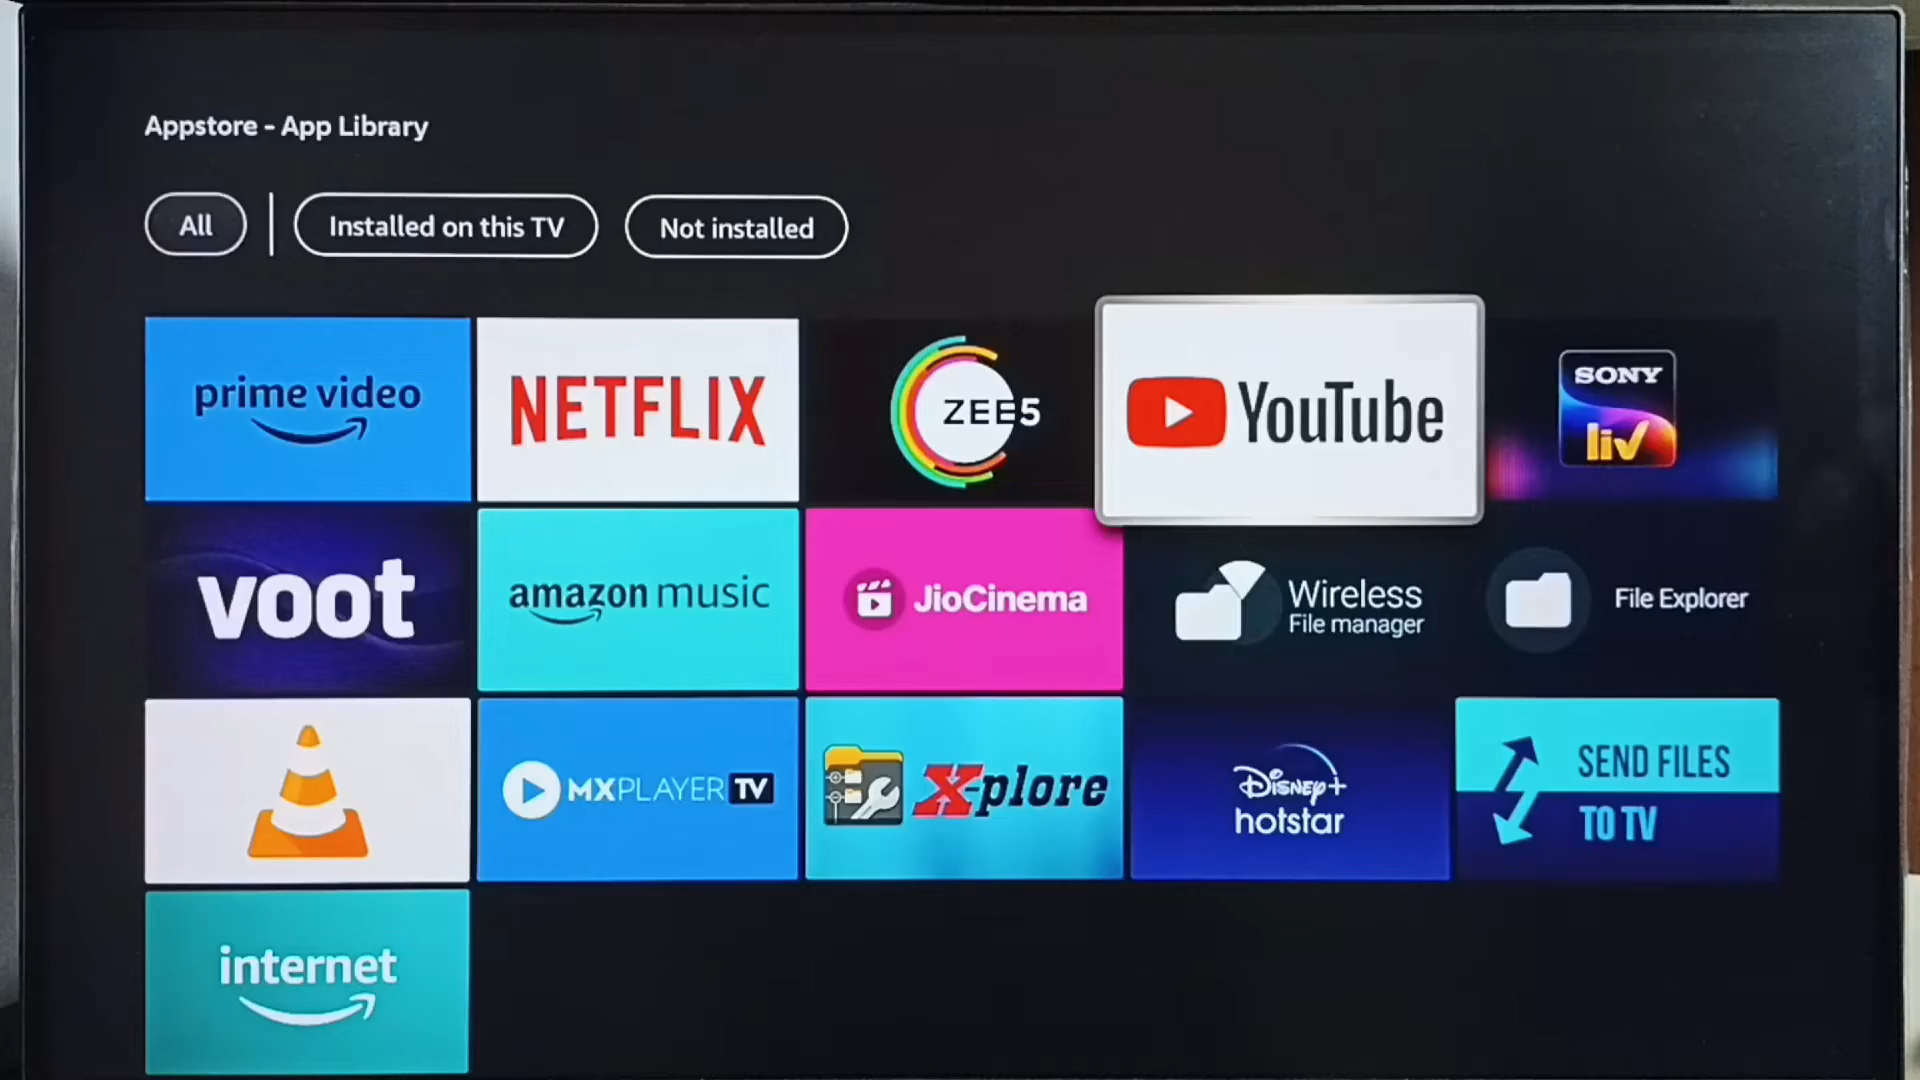 Appstore - App Library
All
Installed on this TV
Not installed
prime video
NETFLIX
ZEE5
YouTube
SONY
liv
voot
amazon music
JioCinema
Wireless
File manager
File Explorer
MXPLAYER TV
X-plore
Disney+
hotstar
SEND FILES
TO TV
internet